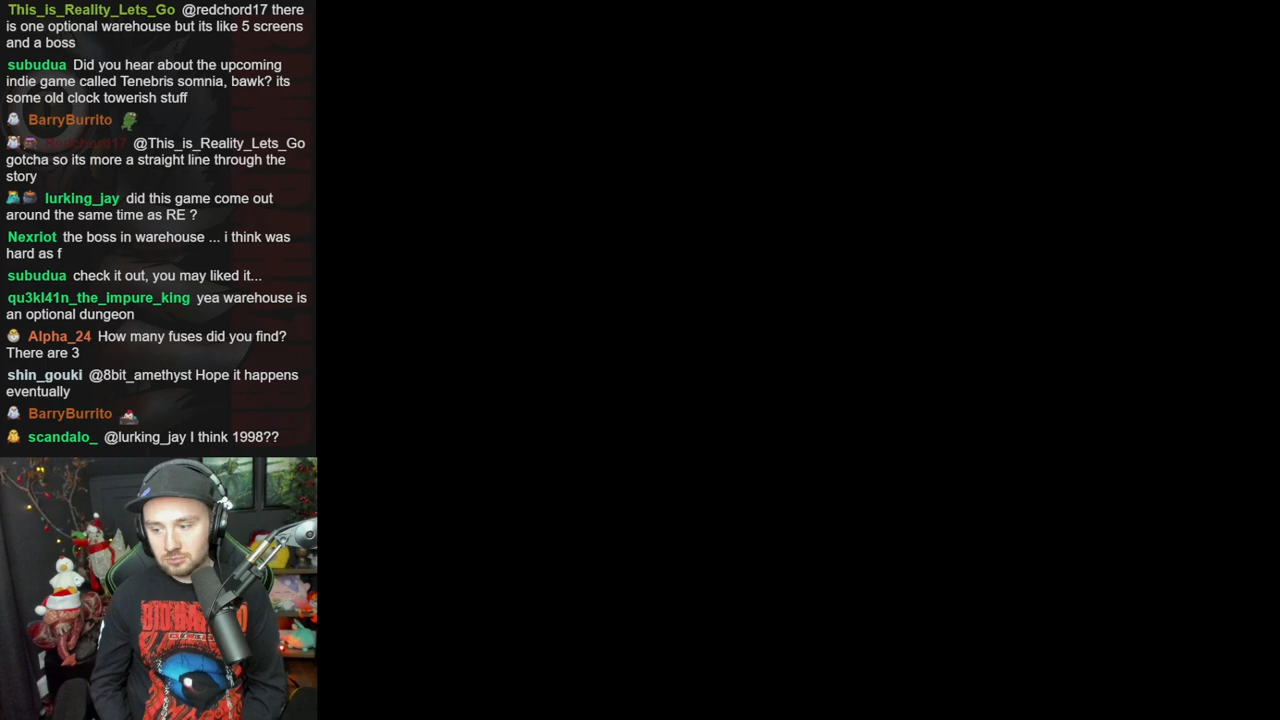 This_is_Reality_Lets_Go @redchord17 there
is one optional warehouse but its like 5 screens
and a boss
subudua Did you hear about the upcoming
indie game called Tenebris somnia, bawk? its
some old clock towerish stuff
BarryBurrito
Redchord17 @This_is_Reality_Lets_Go
gotcha so its more a straight line through the
story
lurking_jay did this game come out
around the same time as RE ?
Nexriot the boss in warehouse ... i think was
hard as f
subudua check it out, you may liked it...
qu3kl41n_the_impure_king yea warehouse is
an optional dungeon
Alpha_24 How many fuses did you find?
There are 3
shin_gouki @8bit_amethyst Hope it happens
eventually
BarryBurrito
scandalo_ @lurking_jay I think 1998??